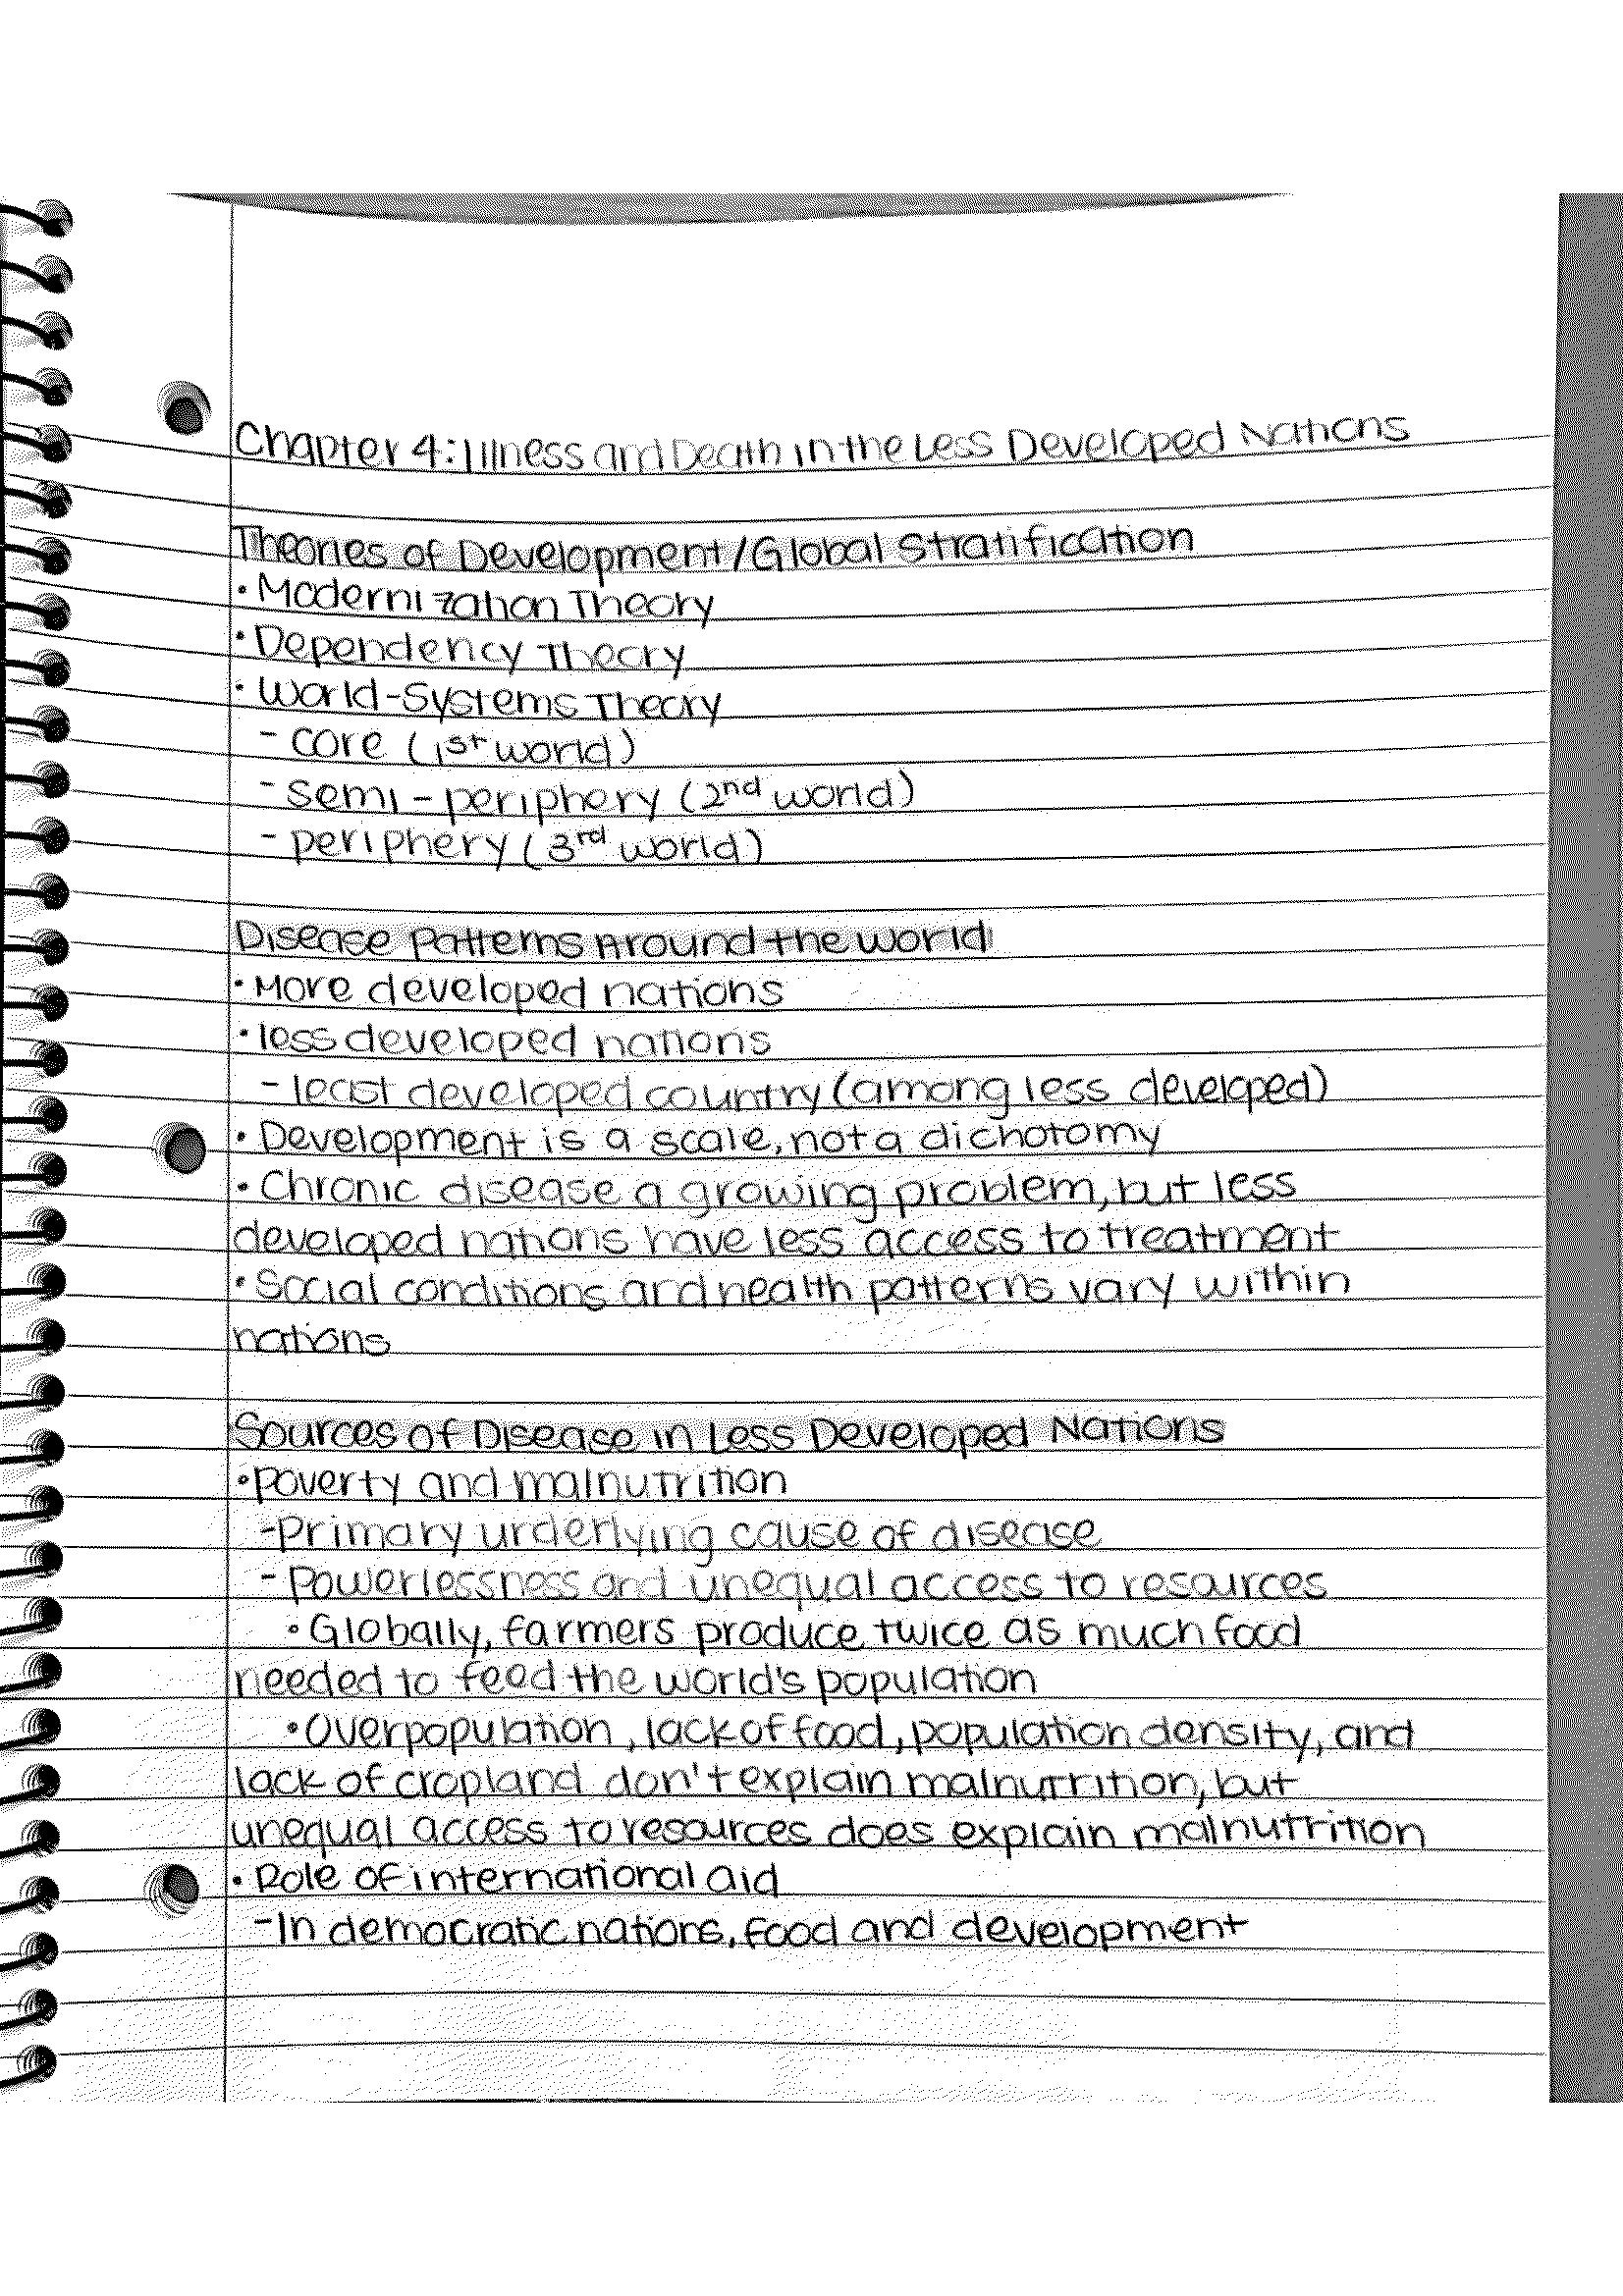 Chapter 4: Illness and Death in the Less Developed Nations
Theories of Development/Global Stratification
• Modernization Theory
• Dependency Theory
• World-Systems Theory
- core (1st world)
- semi-periphery (2nd world)
- periphery (3rd world)
Disease Patterns Around the world
• More developed nations
• less developed nations
- least developed country (among less developed)
• Development is a scale, not a dichotomy
• Chronic disease a growing problem, but less
developed nations have less access to treatment
• Social conditions and health patterns vary within
nations
Sources of Disease in Less Developed Nations
• Poverty and malnutrition
- Primary underlying cause of disease
- Powerlessness and unequal access to resources
• Globally, farmers produce twice as much food
needed to feed the world's population
• Overpopulation, lack of food, population density, and
lack of cropland don't explain malnutrition, but
unequal access to resources does explain malnutrition
• Role of international aid
- In democratic nations, food and development